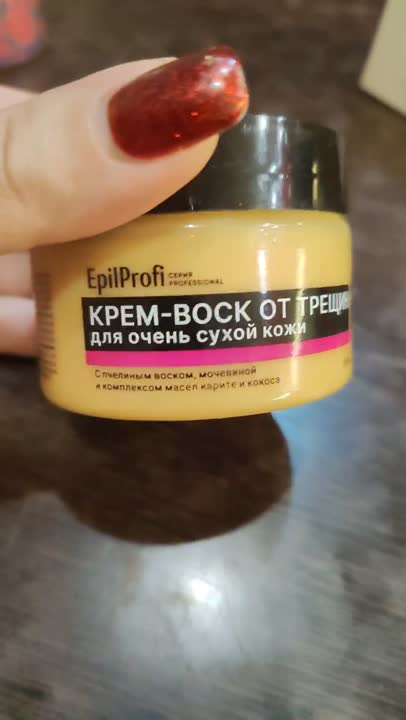 EpilProfi СЕРИЯ
PROFESSIONAL
КРЕМ-ВОСК ОТ ТРЕЩИН
для очень сухой кожи
С пчелиным воском, мочевиной
и комплексом масел карите и кокоса